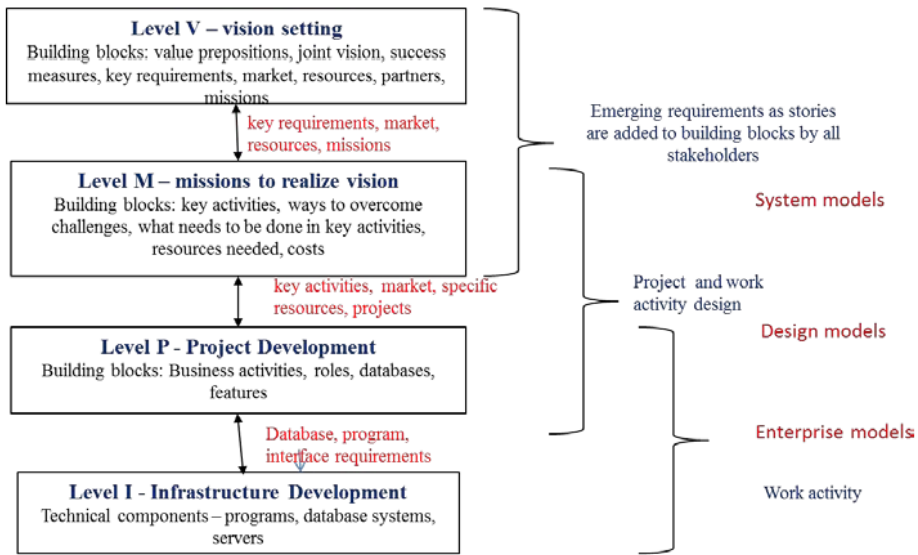 Level V – vision setting
Building blocks: value prepositions, joint vision, success
measures, key requirements, market, resources, partners,
missions
key requirements, market,
resources, missions
Emerging requirements as stories
are added to building blocks by all
stakeholders
Level M – missions to realize vision
Building blocks: key activities, ways to overcome
challenges, what needs to be done in key activities,
resources needed, costs
System models
key activities, market, specific
resources, projects
Project and work
activity design
Level P - Project Development
Building blocks: Business activities, roles, databases,
features
Design models
Database, program,
interface requirements
Enterprise models
Level I - Infrastructure Development
Technical components – programs, database systems,
servers
Work activity